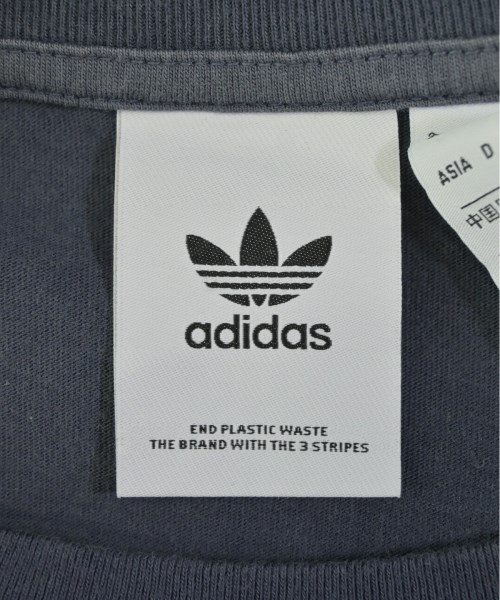 adidas
END PLASTIC WASTE
THE BRAND WITH THE 3 STRIPES
ASIA D
中国